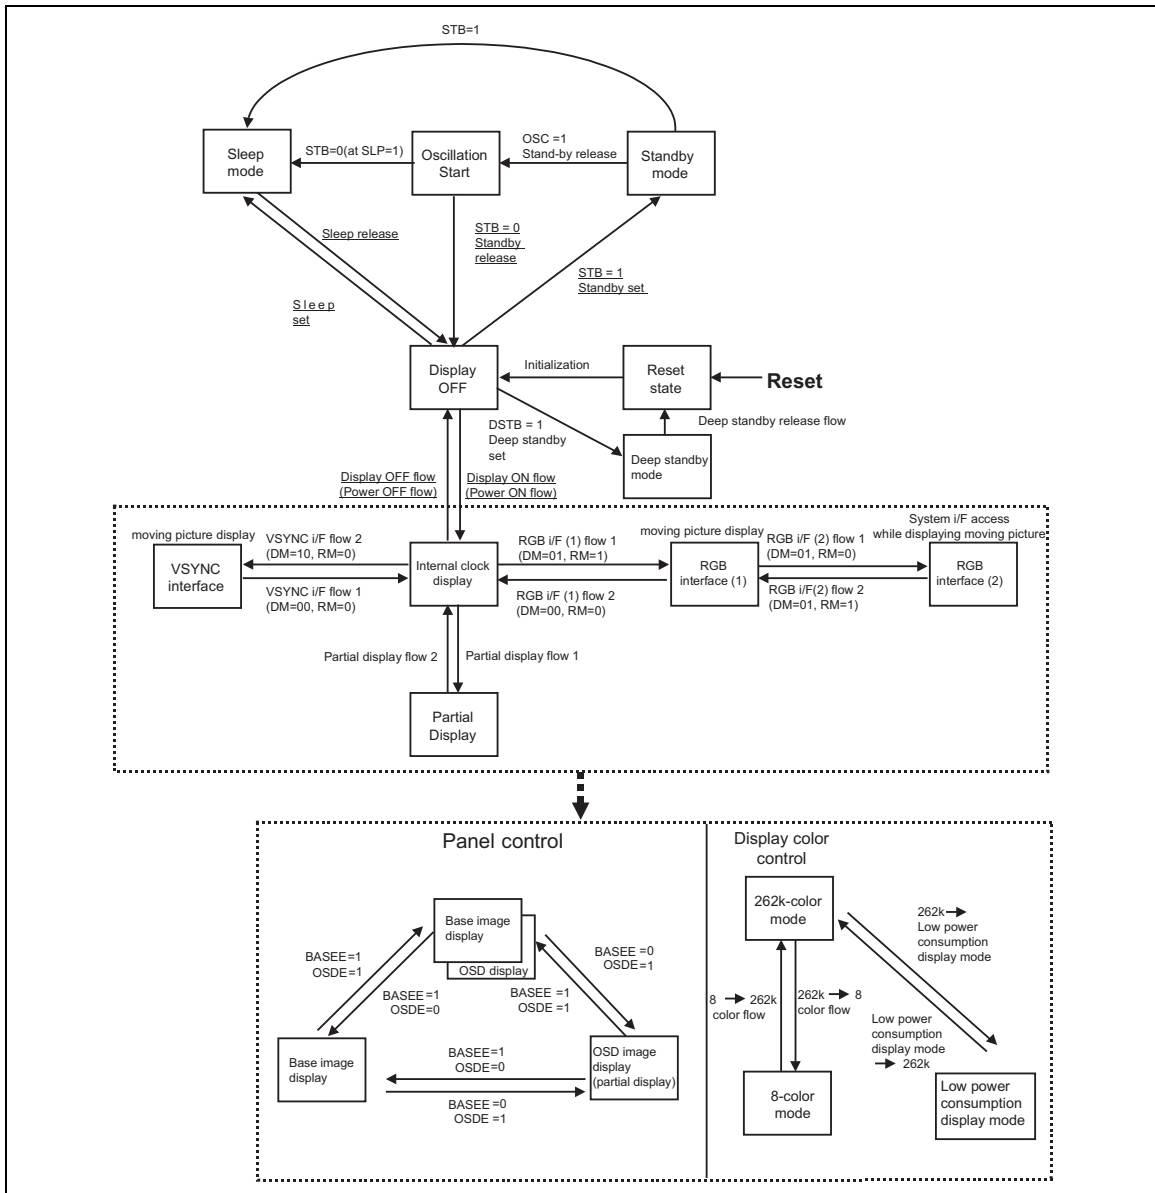 STB=1
Sleep
mode
STB=0(at SLP=1)
Oscillation
Start
OSC =1
Stand-by release
Standby
mode
Sleep release
STB = 0
Standby
release
STB = 1
Standby set
Sleep
set
Display
OFF
Initialization
Reset
state
Reset
DSTB = 1
Deep standby
set
Deep standby release flow
Deep standby
mode
Display OFF flow
(Power OFF flow)
Display ON flow
(Power ON flow)
moving picture display
VSYNC
interface
VSYNC i/F flow 2
(DM=10, RM=0)
VSYNC i/F flow 1
(DM=00, RM=0)
Internal clock
display
RGB i/F (1) flow 1
(DM=01, RM=1)
RGB i/F (1) flow 2
(DM=00, RM=0)
moving picture display
RGB
interface (1)
RGB i/F (2) flow 1
(DM=01, RM=0)
RGB i/F(2) flow 2
(DM=01, RM=1)
System i/F access
while displaying moving picture
RGB
interface (2)
Partial display flow 2
Partial display flow 1
Partial
Display
Panel control
Base image
display
OSD display
BASEE=1
OSDE=1
BASEE=1
OSDE=0
BASEE=0
OSDE=1
BASEE=1
OSDE =1
Base image
display
BASEE=1
OSDE=0
BASEE=0
OSDE =1
OSD image
display
(partial display)
Display color
control
262k-color
mode
8 → 262k
color flow
262k → 8
color flow
8-color
mode
262k →
Low power
consumption
display mode
Low power
consumption
display mode
→ 262k
Low power
consumption
display mode